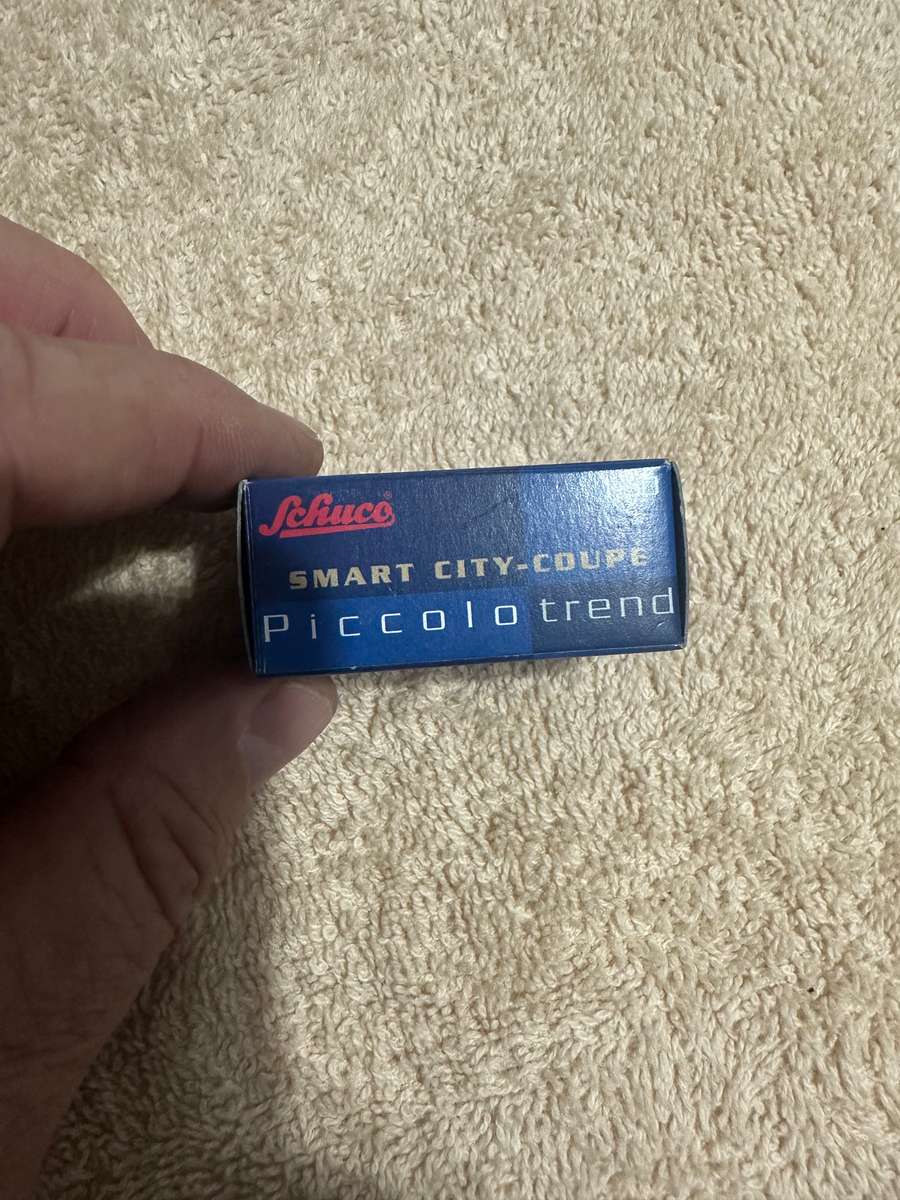 Schuco®
SMART CITY-COUPE
Piccolo trend